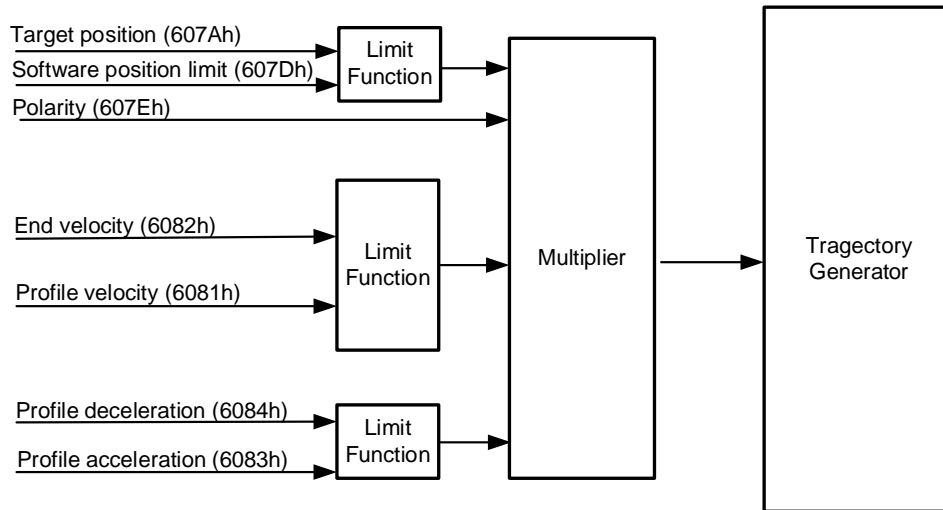 Target position (607Ah)
Software position limit (607Dh)
Polarity (607Eh)
Limit
Function
End velocity (6082h)
Profile velocity (6081h)
Limit
Function
Profile deceleration (6084h)
Profile acceleration (6083h)
Limit
Function
Multiplier
Tragectory
Generator